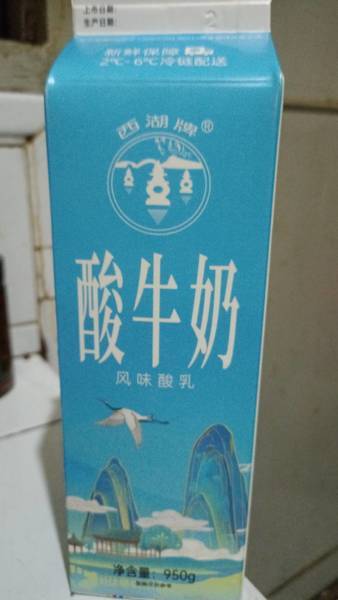 上市日期:
生产日期:
2
新鲜保障
2℃-6℃冷链配送
西湖牌®
酸牛奶
风味酸乳
净含量: 950g